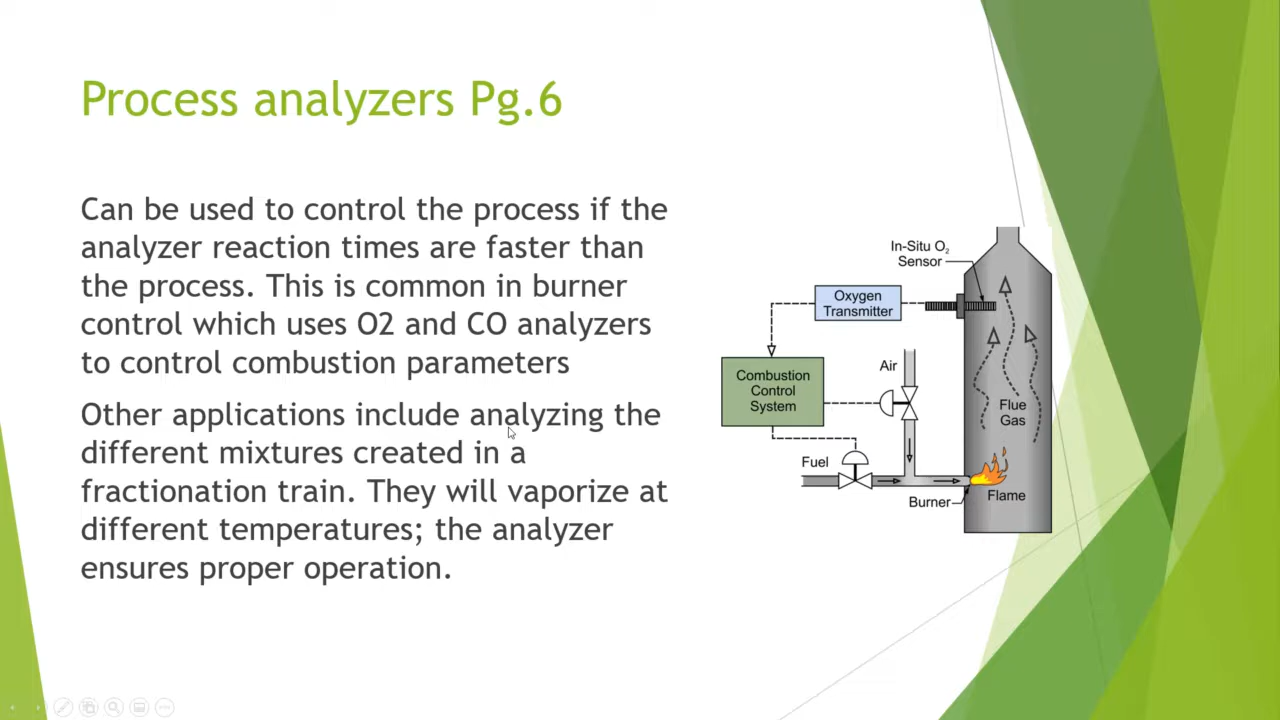 Process analyzers Pg.6
Can be used to control the process if the
analyzer reaction times are faster than
the process. This is common in burner
control which uses O2 and CO analyzers
to control combustion parameters
Other applications include analyzing the
different mixtures created in a
fractionation train. They will vaporize at
different temperatures; the analyzer
ensures proper operation.
In-Situ O₂
Sensor
Oxygen
Transmitter
Air
Combustion
Control
System
Flue
Gas
Fuel
Burner
Flame